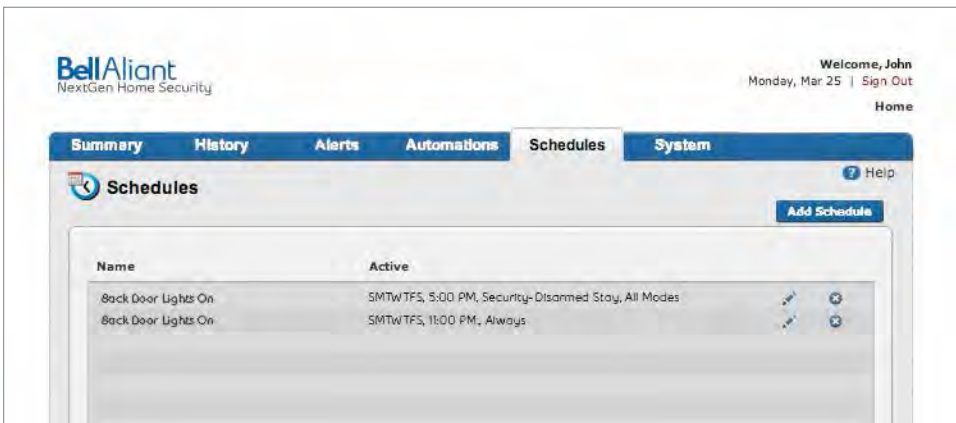 BellAliant
NextGen Home Security
Welcome, John
Monday, Mar 25 | Sign Out
Home
Summary History Alerts Automations Schedules System
? Help
Schedules
Add Schedule
Name Active
Back Door Lights On SMTWTFS, 5:00 PM, Security-Disarmed Stay, All Modes
Back Door Lights On SMTWTFS, 11:00 PM, Always